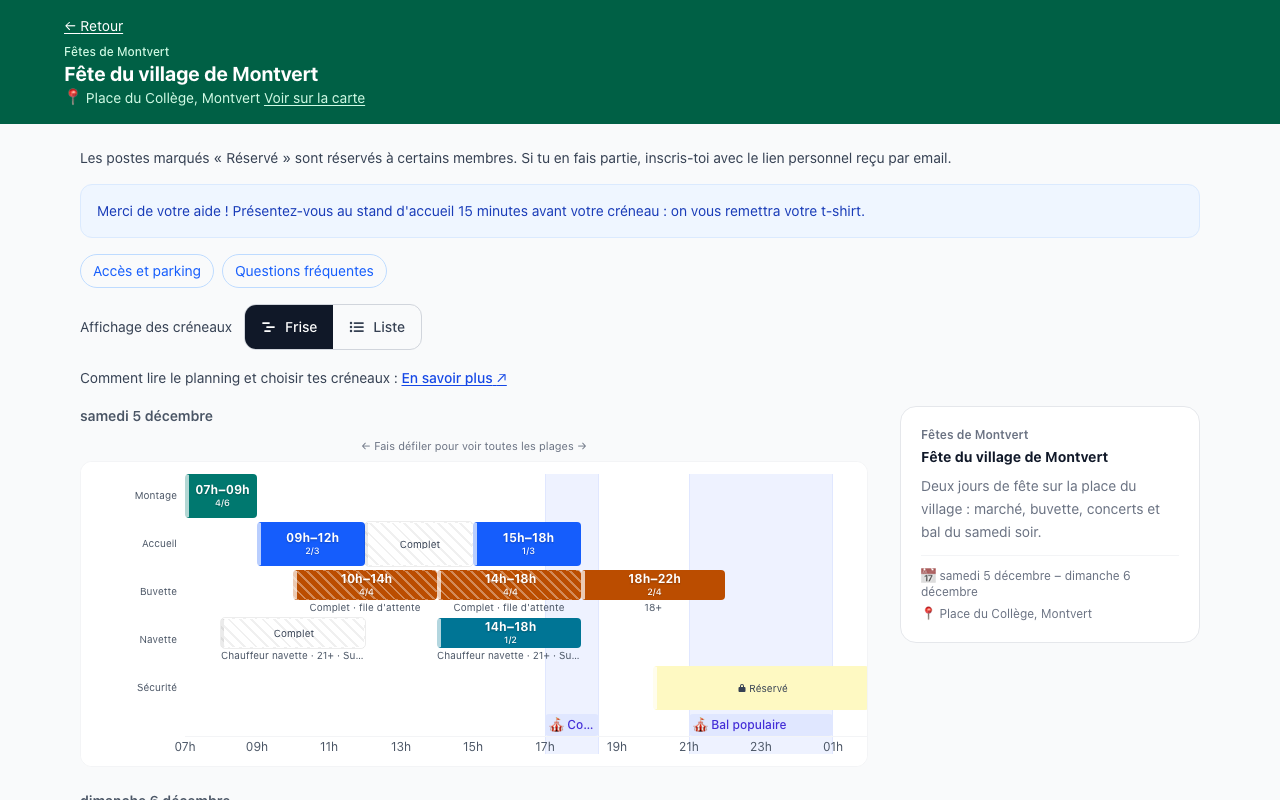 ← Retour
Fêtes de Montvert
Fête du village de Montvert
📍 Place du Collège, Montvert Voir sur la carte
Les postes marqués « Réservé » sont réservés à certains membres. Si tu en fais partie, inscris-toi avec le lien personnel reçu par email.
Merci de votre aide ! Présentez-vous au stand d'accueil 15 minutes avant votre créneau : on vous remettra votre t-shirt.
Accès et parking
Questions fréquentes
Affichage des créneaux
Frise
Liste
Comment lire le planning et choisir tes créneaux : En savoir plus ↗
samedi 5 décembre
← Fais défiler pour voir toutes les plages →
Montage
07h–09h
4/6
Accueil
09h–12h
2/3
Complet
15h–18h
1/3
Buvette
10h–14h
4/4
Complet · file d'attente
14h–18h
4/4
Complet · file d'attente
18h–22h
2/4
18+
Navette
Complet
Chauffeur navette · 21+ · Su…
14h–18h
1/2
Chauffeur navette · 21+ · Su…
Sécurité
Réservé
🎪 Co…
🎪 Bal populaire
07h 09h 11h 13h 15h 17h 19h 21h 23h 01h
Fêtes de Montvert
Fête du village de Montvert
Deux jours de fête sur la place du
village : marché, buvette, concerts et
bal du samedi soir.
📅 samedi 5 décembre – dimanche 6
décembre
📍 Place du Collège, Montvert
dimanche 6 décembre